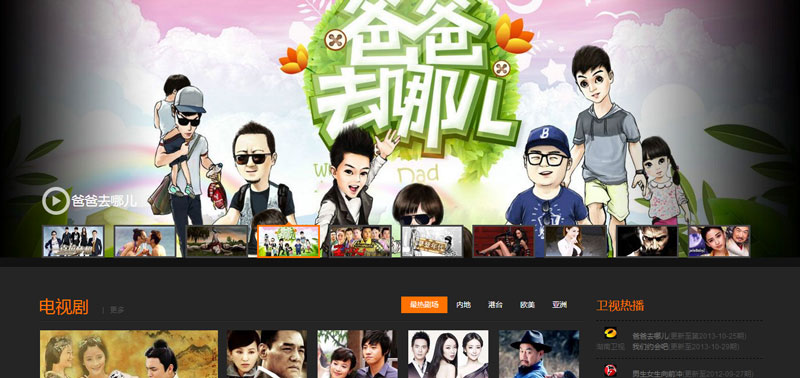 爸爸
去哪儿
Dad
爸爸去哪儿
电视剧
| 更多
最热剧场 内地 港台 欧美 亚洲
卫视热播
湖南卫视
爸爸去哪儿(更新至第2013-10-25期)
我们约会吧(更新至2013-10-29期)
男生女生向前冲(更新至2012-09-27期)